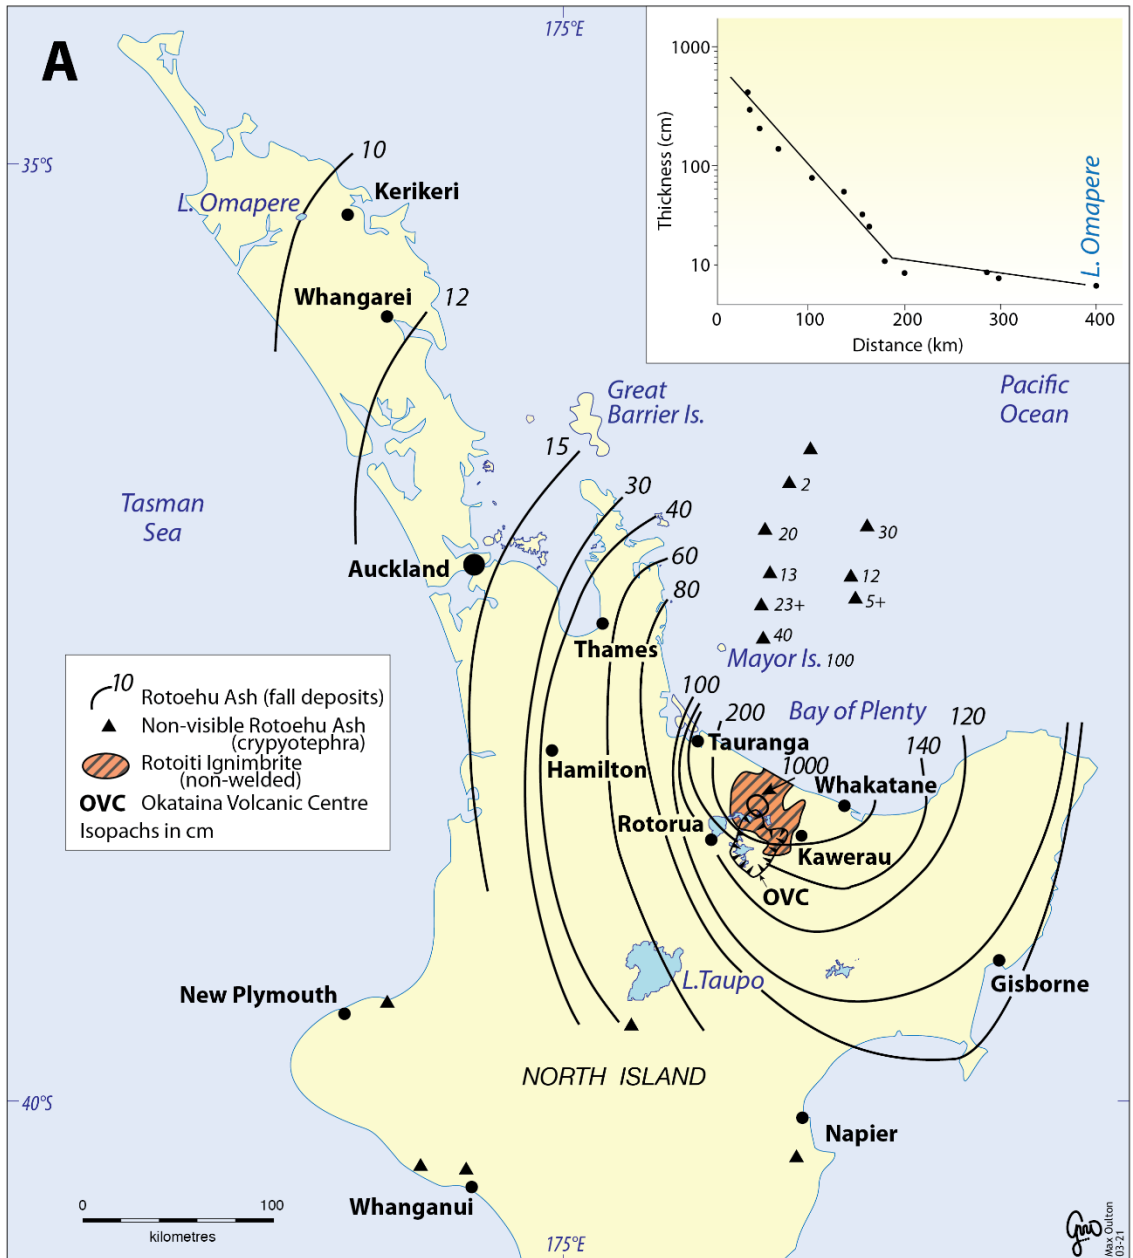 A
175°E
1000
100
10
Thickness (cm)
0
100
200
300
400
Distance (km)
L. Omapere
35°S
10
L. Omapere
Kerikeri
Whangarei
12
Great
Barrier Is.
Pacific
Ocean
15
2
Tasman
Sea
30
40
20
30
Auckland
60
13
12
80
23+
5+
Thames
40
Mayor Is. 100
10
Rotoehu Ash (fall deposits)
Non-visible Rotoehu Ash
(crypyotephra)
Rotoiti Ignimbrite
(non-welded)
OVC Okataina Volcanic Centre
Isopachs in cm
100
200
Bay of Plenty
120
Tauranga
140
Hamilton
1000
Whakatane
Rotorua
Kawerau
OVC
L.Taupo
Gisborne
New Plymouth
NORTH ISLAND
40°S
Napier
Whanganui
0
100
kilometres
175°E
Max Oulton
03-21